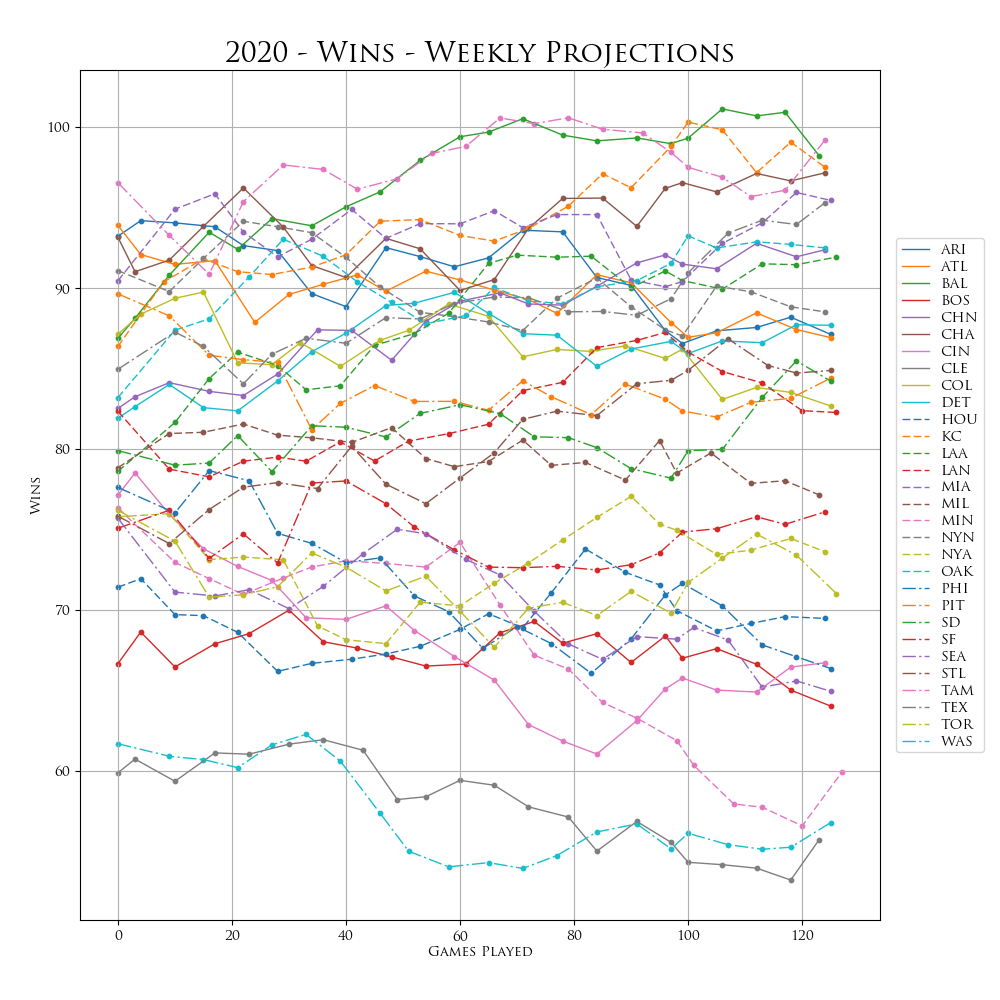 2020 - Wins - Weekly Projections
100
90
80
70
60
Wins
0 20 40 60 80 100 120
Games Played
ARI
ATL
BAL
BOS
CHN
CHA
CIN
CLE
COL
DET
HOU
KC
LAA
LAN
MIA
MIL
MIN
NYN
NYA
OAK
PHI
PIT
SD
SF
SEA
STL
TAM
TEX
TOR
WAS